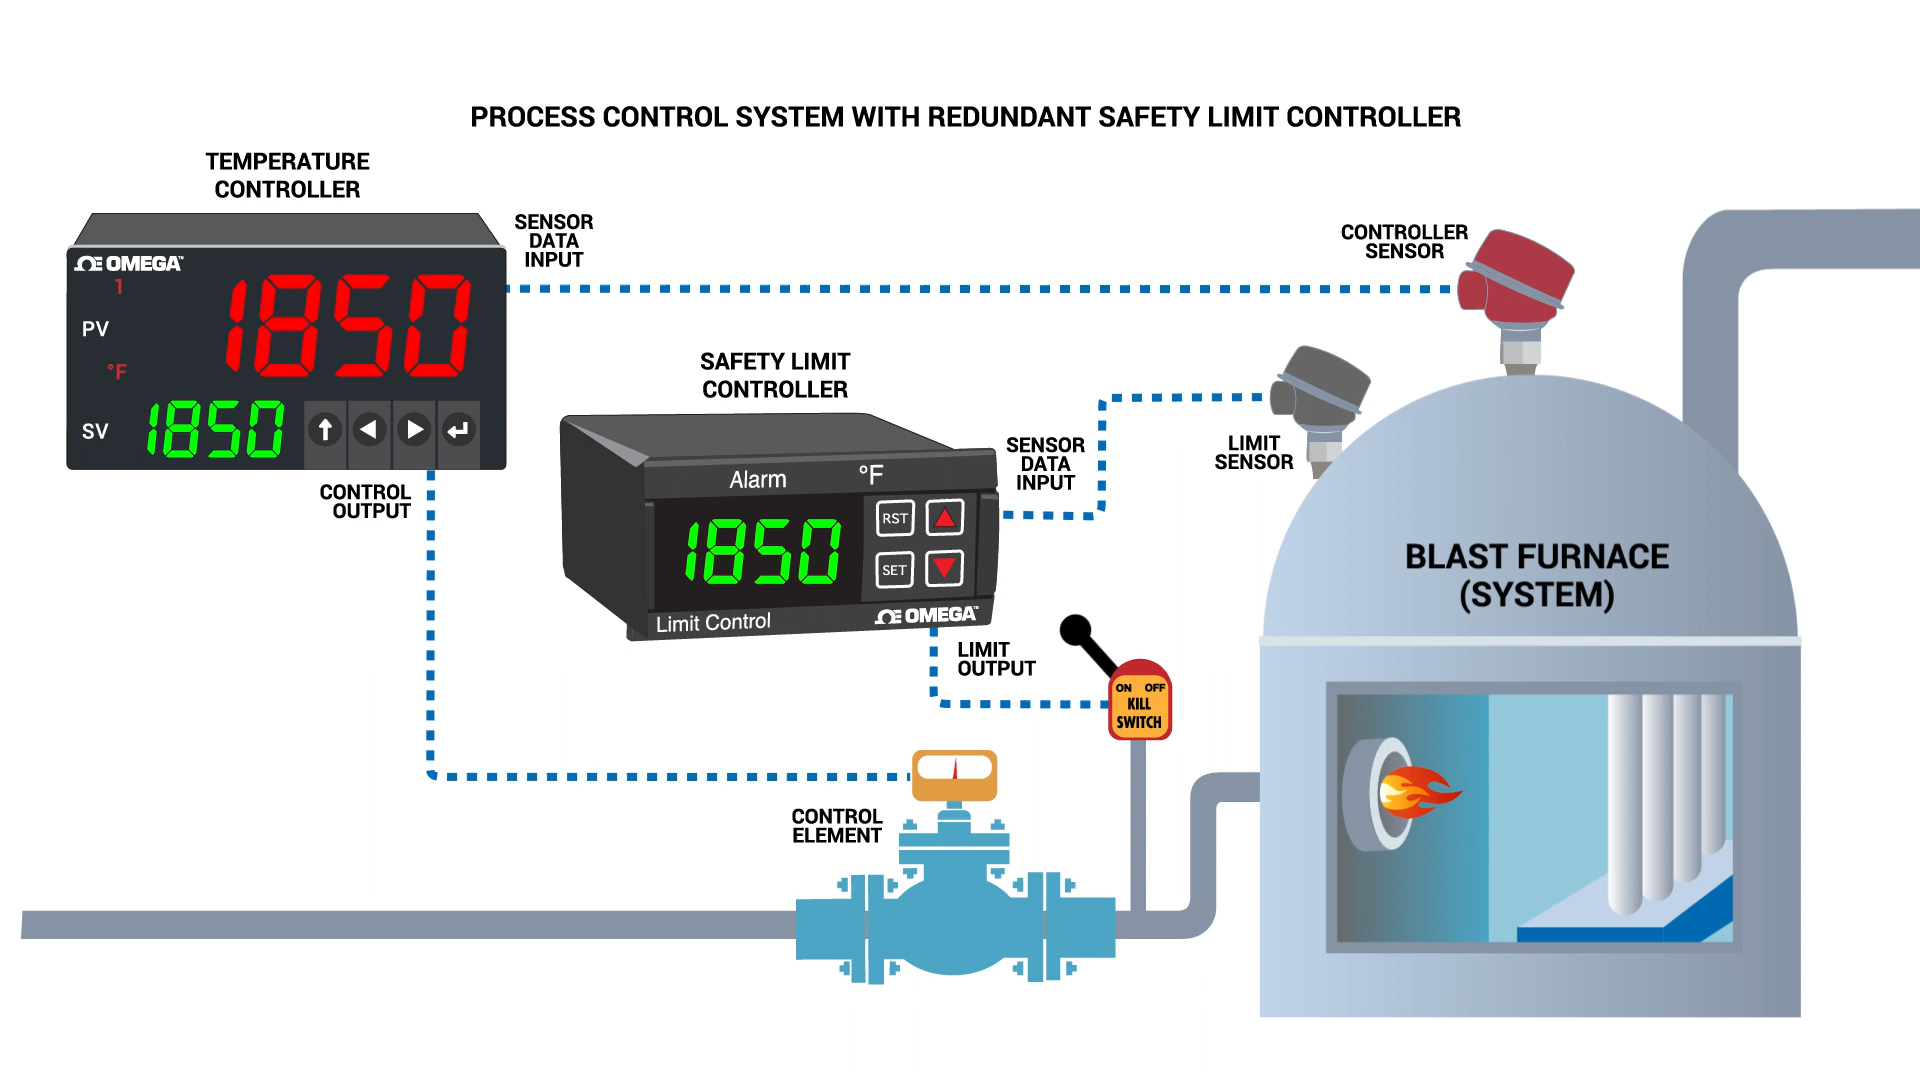 PROCESS CONTROL SYSTEM WITH REDUNDANT SAFETY LIMIT CONTROLLER
TEMPERATURE
CONTROLLER
OMEGA™
1
PV
1850
°F
SV
1850
SENSOR
DATA
INPUT
CONTROL
OUTPUT
CONTROLLER
SENSOR
SAFETY LIMIT
CONTROLLER
Alarm
°F
1850
RST
SET
Limit Control
OMEGA™
SENSOR
DATA
INPUT
LIMIT
SENSOR
LIMIT
OUTPUT
ON OFF
KILL
SWITCH
CONTROL
ELEMENT
BLAST FURNACE
(SYSTEM)